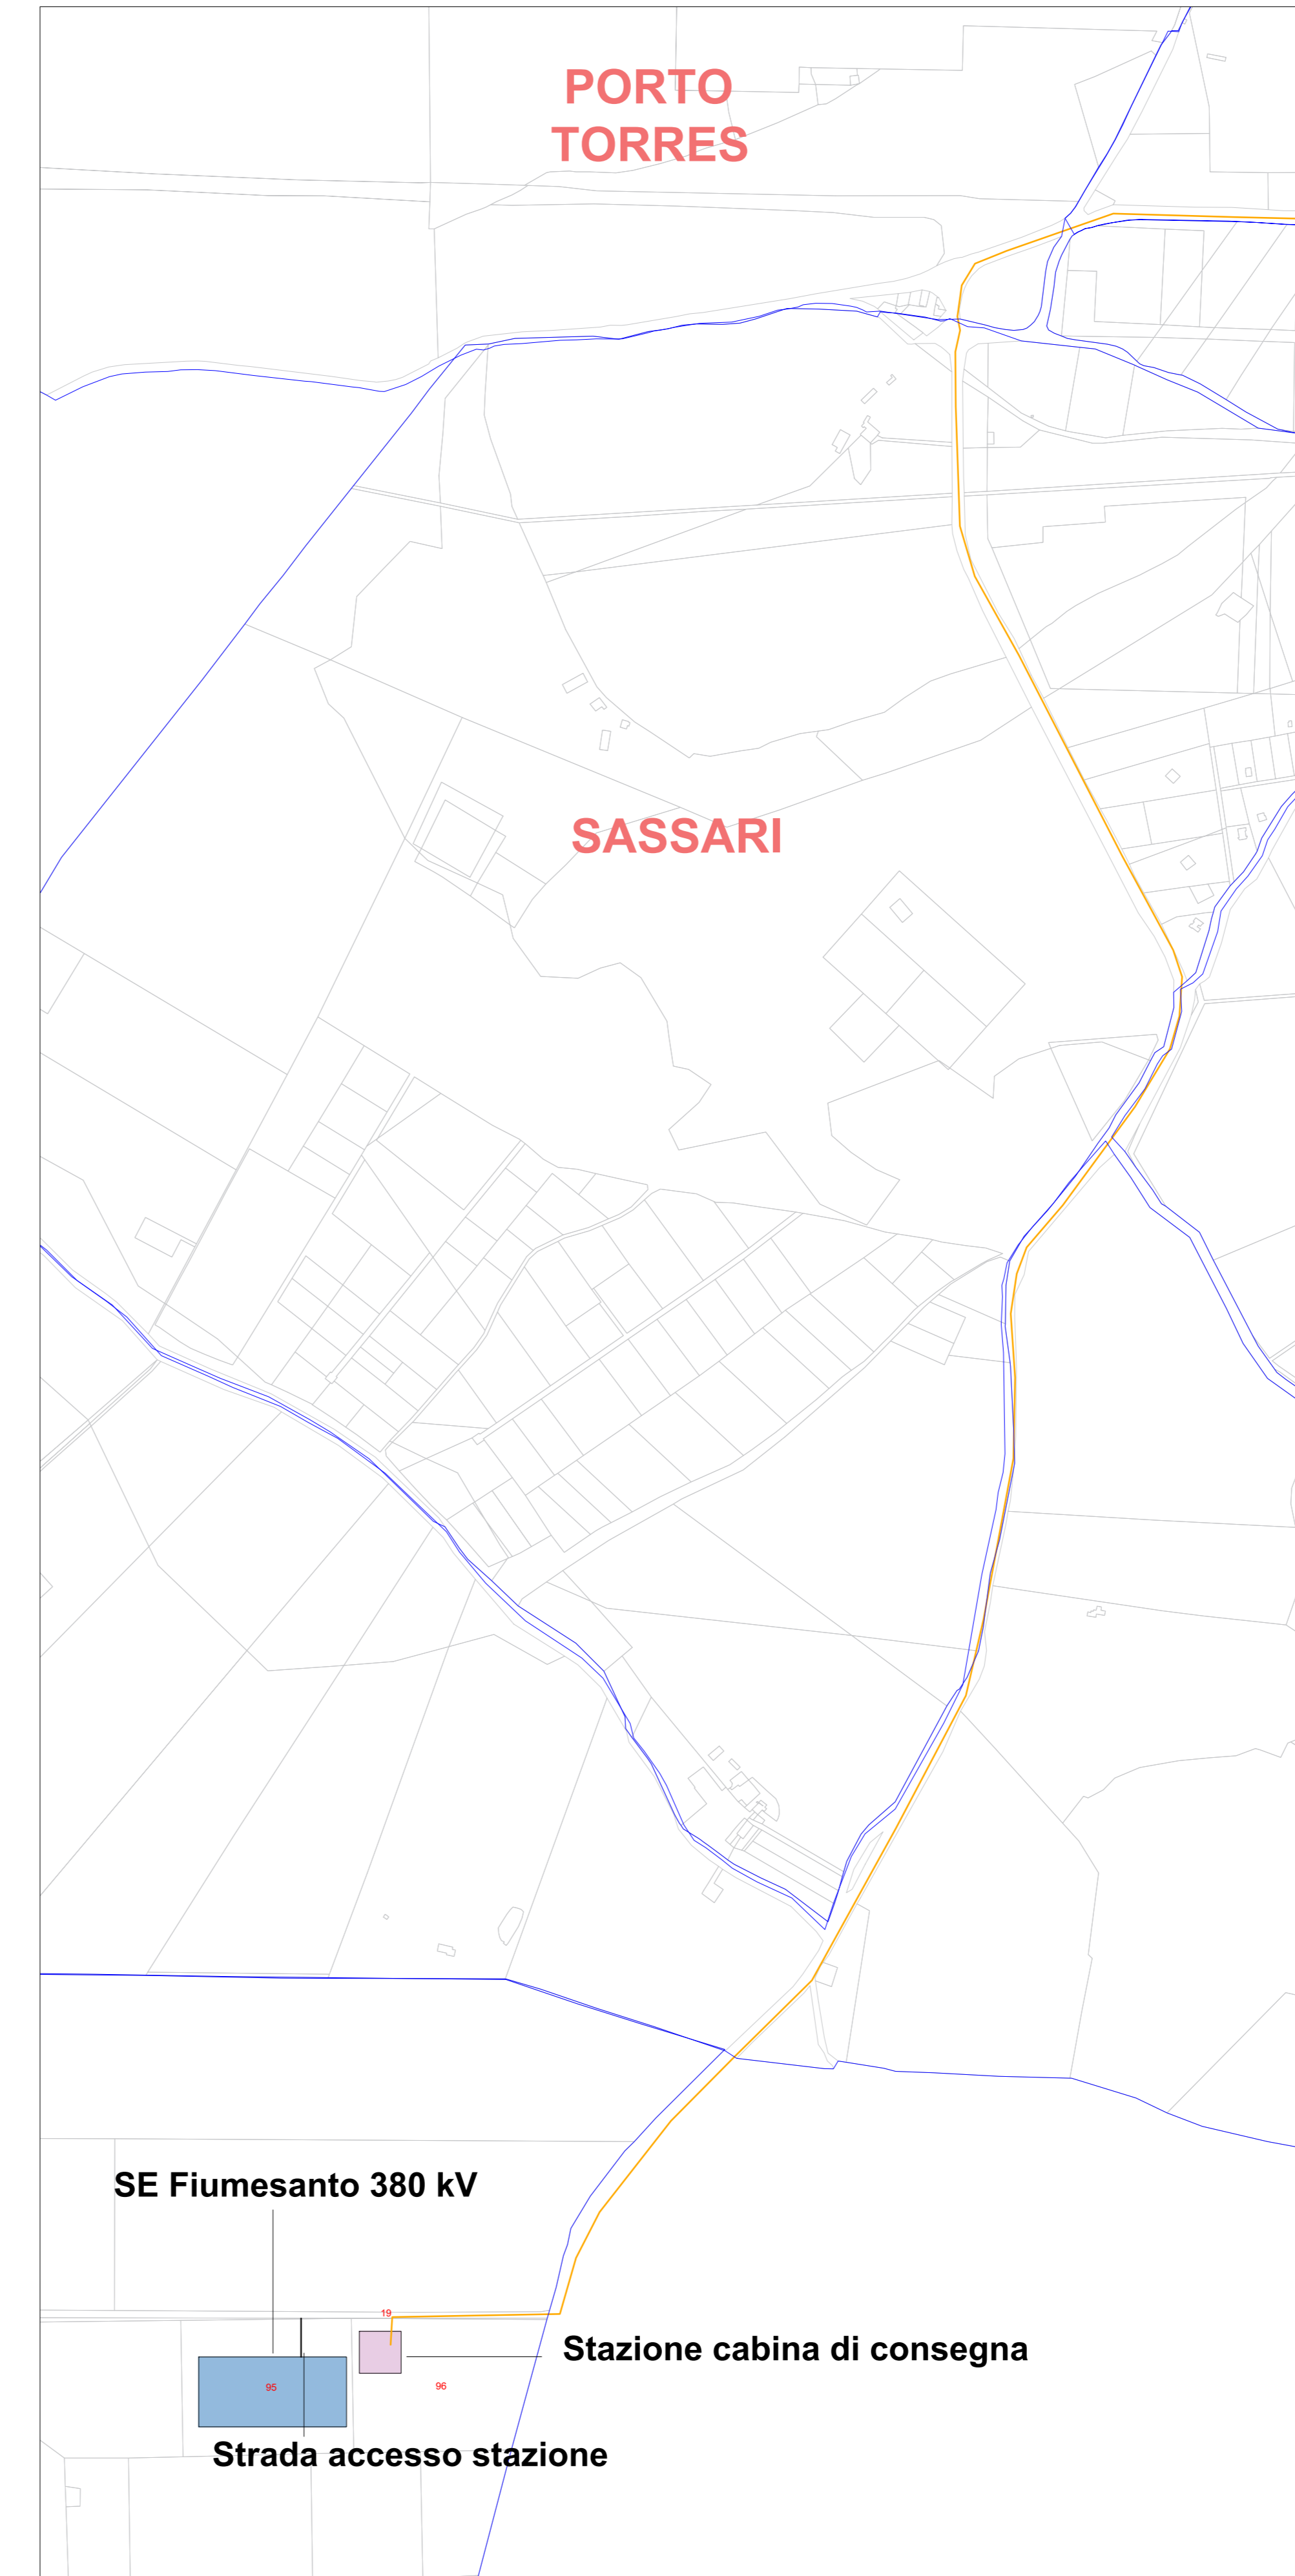 PORTO
TORRES
SASSARI
SE Fiumesanto 380 kV
19
Stazione cabina di consegna
95
96
Strada accesso stazione